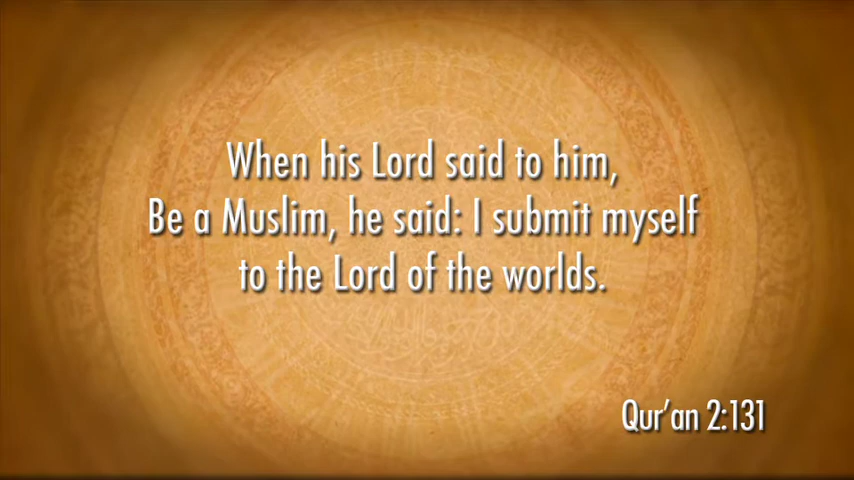 When his Lord said to him,
Be a Muslim, he said: I submit myself
to the Lord of the worlds.
Qur'an 2:131